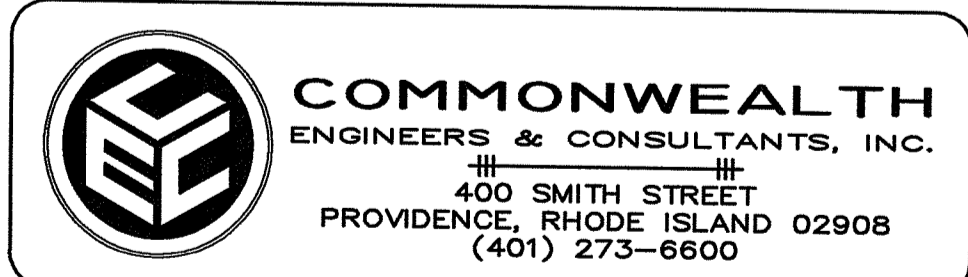 CEC
COMMONWEALTH
ENGINEERS & CONSULTANTS, INC.
400 SMITH STREET
PROVIDENCE, RHODE ISLAND 02908
(401) 273-6600